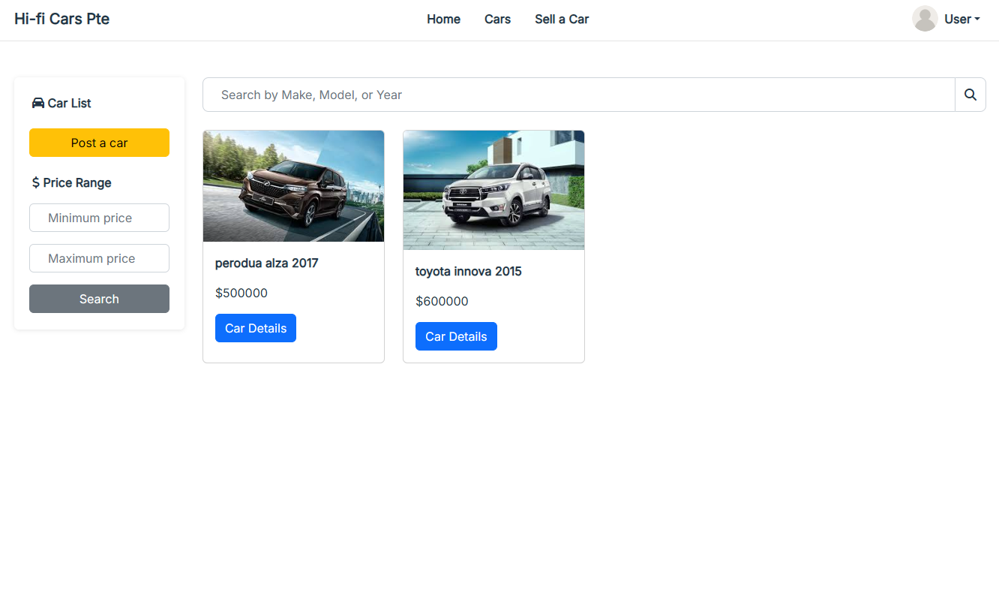 Hi-fi Cars Pte
Home Cars Sell a Car
User
Car List
Post a car
$ Price Range
Minimum price
Maximum price
Search
Search by Make, Model, or Year
perodua alza 2017
$500000
Car Details
toyota innova 2015
$600000
Car Details